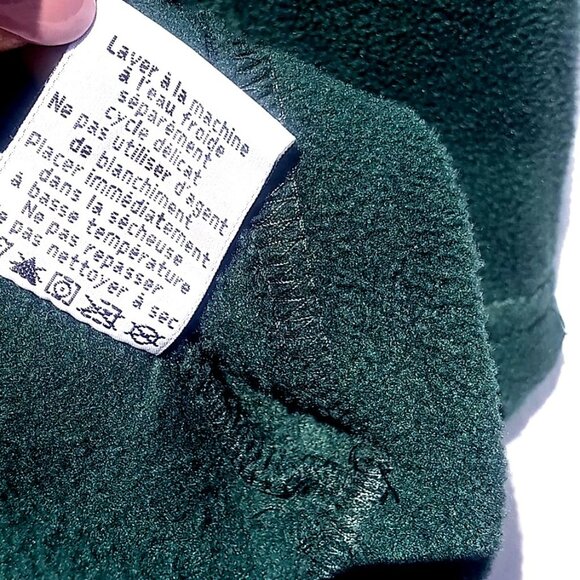 Laver à la machine
à l'eau froide
séparément
cycle délicat
Ne pas utiliser d'agent
de blanchiment
Placer immédiatement
dans la sécheuse
à basse température
Ne pas repasser
pas nettoyer à sec